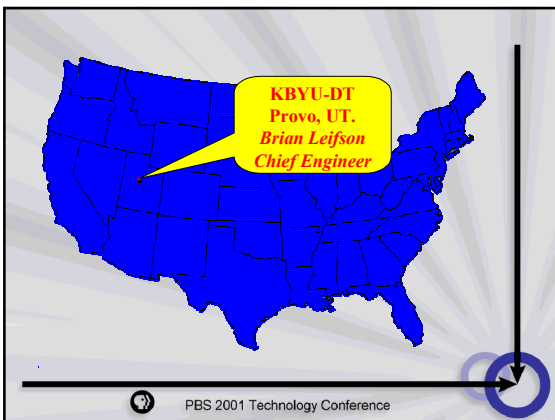 KBYU-DT
Provo, UT.
Brian Leifson
Chief Engineer
PBS 2001 Technology Conference